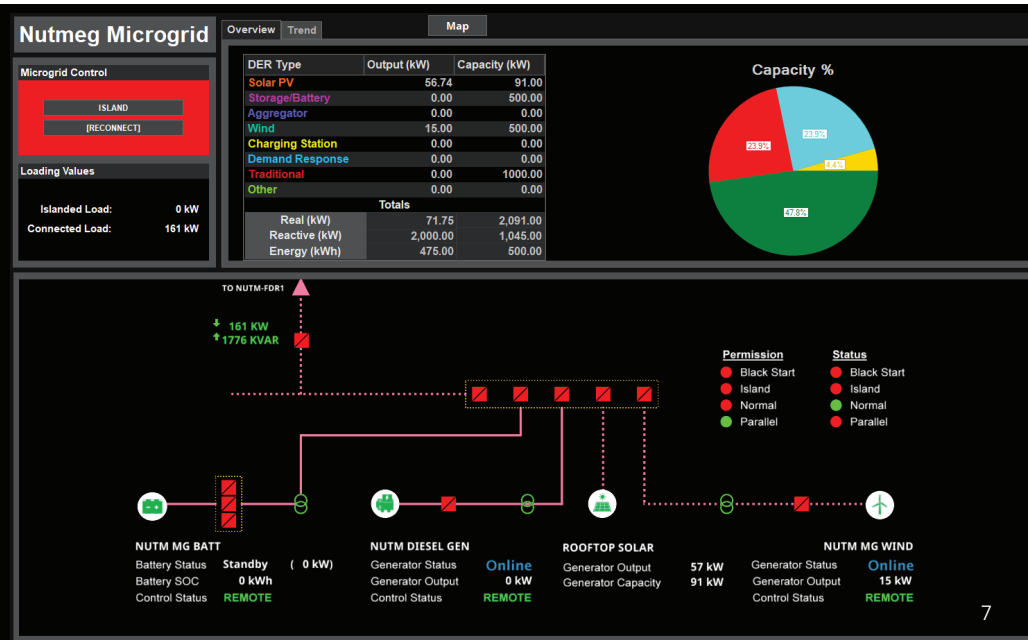 Nutmeg Microgrid
Overview Trend
Map
Microgrid Control
ISLAND
[RECONNECT]
Loading Values
Islanded Load: 0 kW
Connected Load: 161 kW
DER Type Output (kW) Capacity (kW)
Solar PV 56.74 91.00
Storage/Battery 0.00 500.00
Aggregator 0.00 0.00
Wind 15.00 500.00
Charging Station 0.00 0.00
Demand Response 0.00 0.00
Traditional 0.00 1000.00
Other 0.00 0.00
Totals
Real (kW) 71.75 2,091.00
Reactive (kW) 2,000.00 1,045.00
Energy (kWh) 475.00 500.00
Capacity %
23.9%
23.9%
4.4%
47.8%
TO NUTM-FDR1
161 KW
1776 KVAR
Permission Status
Black Start Black Start
Island Island
Normal Normal
Parallel Parallel
NUTM MG BATT
Battery Status Standby ( 0 kW)
Battery SOC 0 kWh
Control Status REMOTE
NUTM DIESEL GEN
Generator Status Online
Generator Output 0 kW
Control Status REMOTE
ROOFTOP SOLAR
Generator Output 57 kW
Generator Capacity 91 kW
NUTM MG WIND
Generator Status Online
Generator Output 15 kW
Control Status REMOTE
7